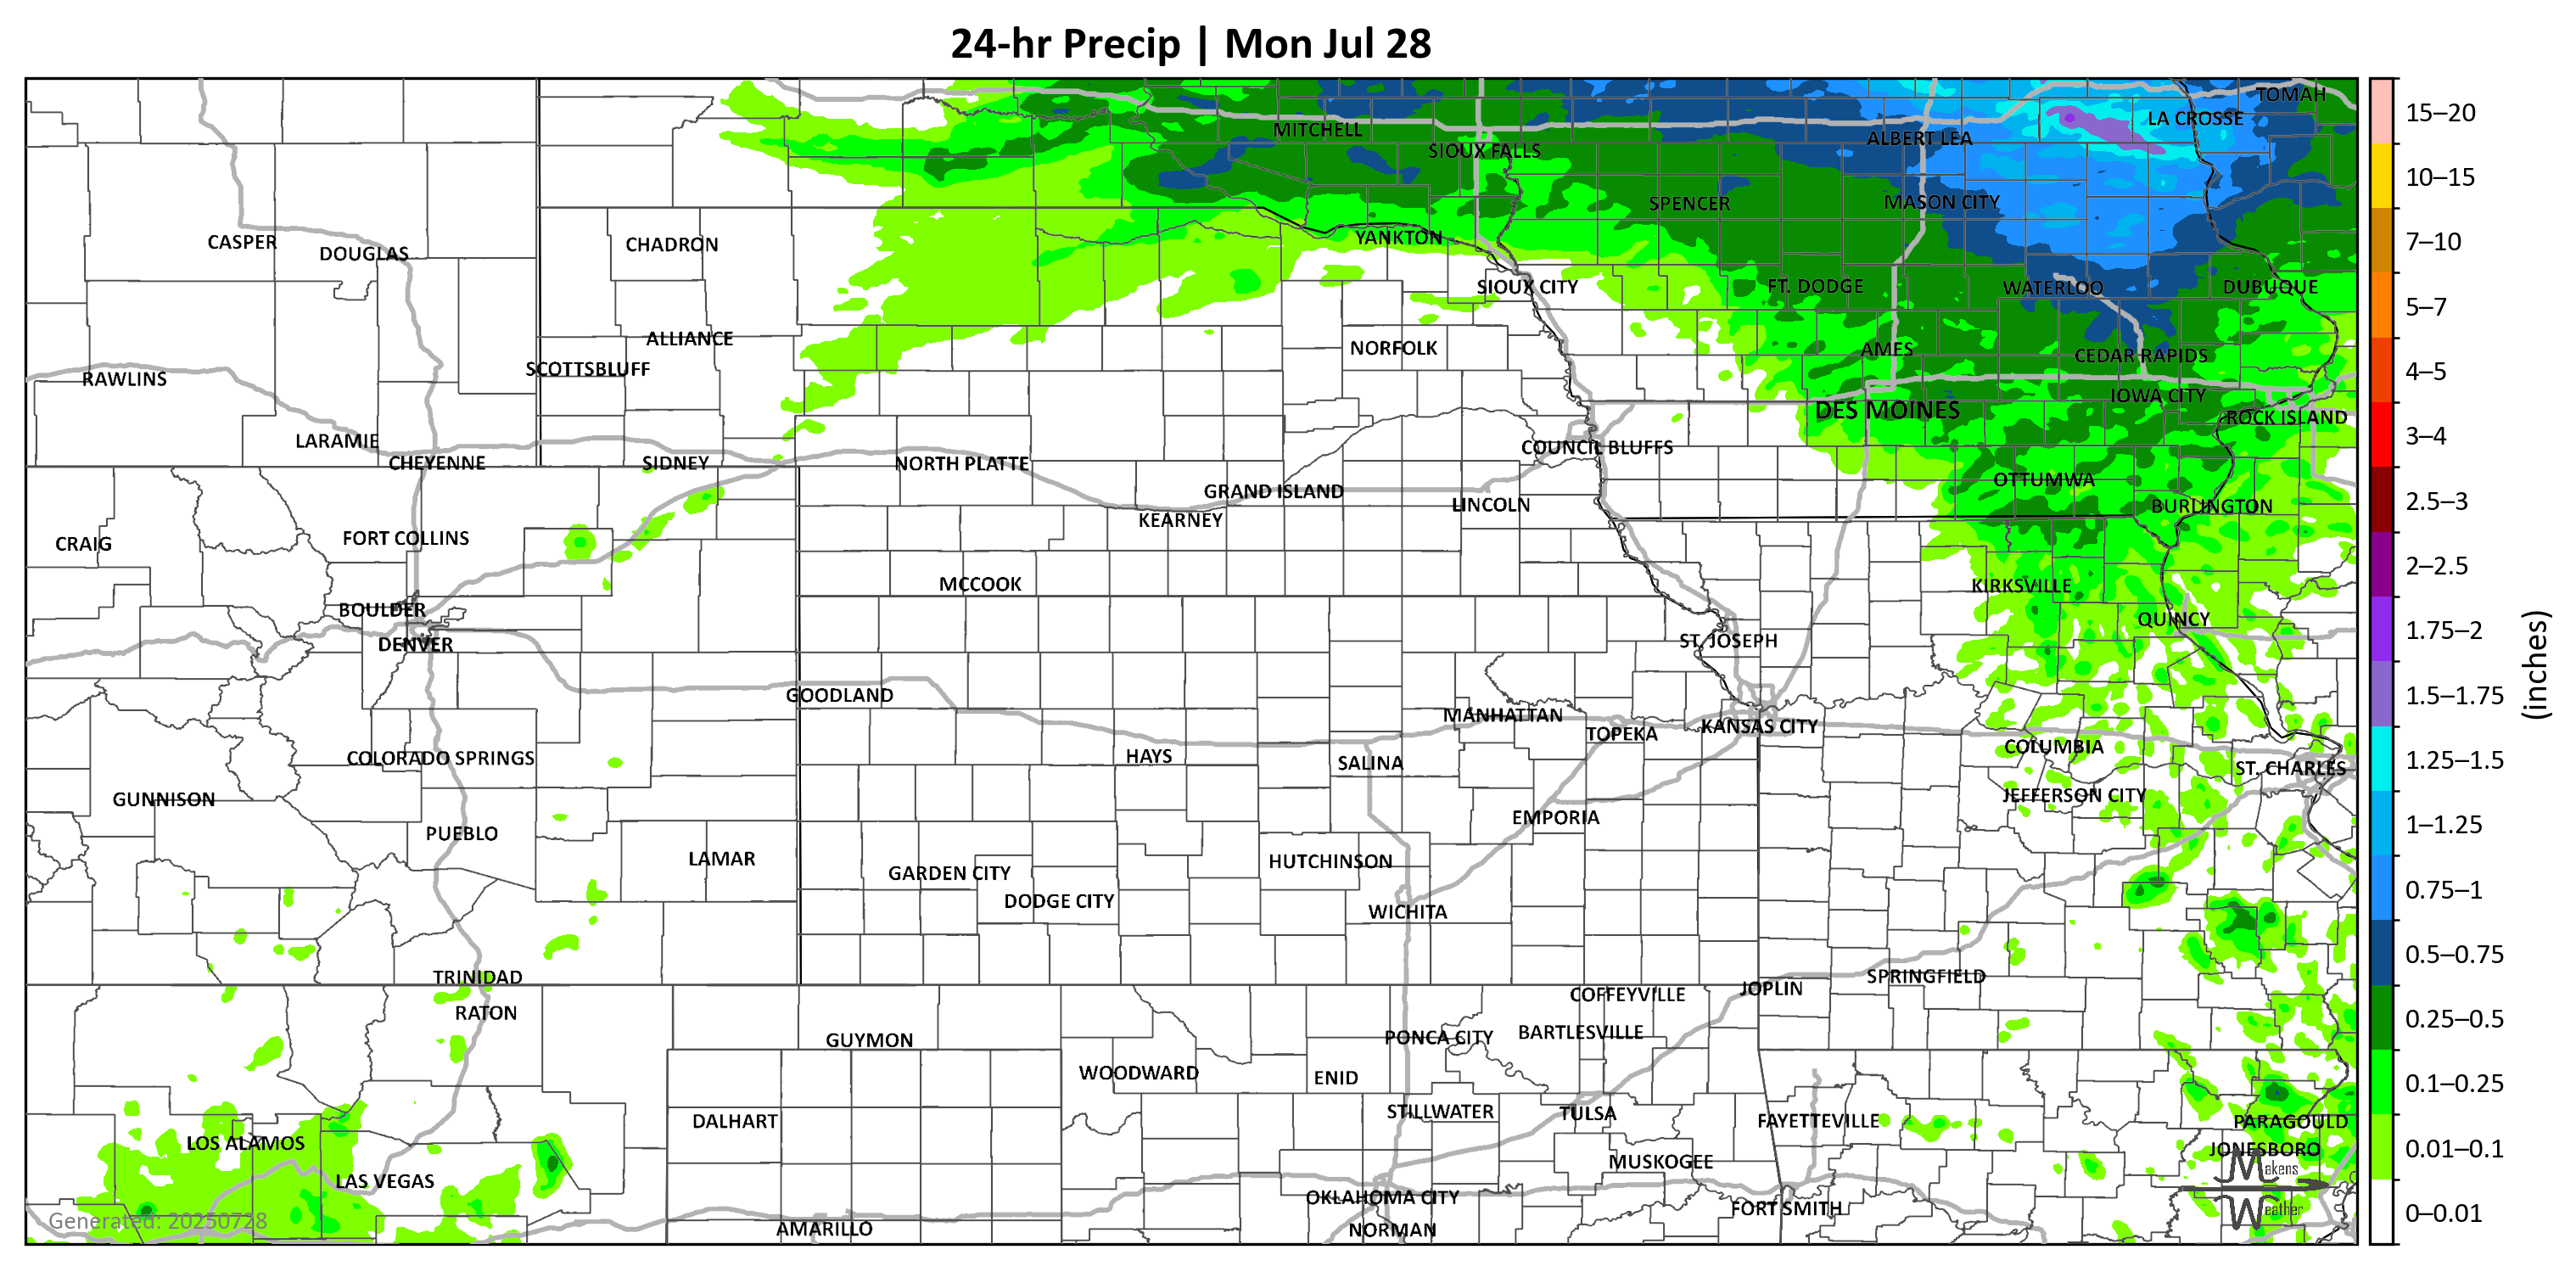 24-hr Precip | Mon Jul 28
TOMAH
LA CROSSE
MITCHELL
ALBERT LEA
SIOUX FALLS
SPENCER
MASON CITY
YANKTON
CASPER
CHADRON
DOUGLAS
SIOUX CITY
FT. DODGE
WATERLOO
DUBUQUE
ALLIANCE
NORFOLK
AMES
CEDAR RAPIDS
SCOTTSBLUFF
RAWLINS
IOWA CITY
DES MOINES
ROCK ISLAND
LARAMIE
COUNCIL BLUFFS
CHEYENNE
SIDNEY
NORTH PLATTE
OTTUMWA
GRAND ISLAND
LINCOLN
BURLINGTON
KEARNEY
FORT COLLINS
CRAIG
MCCOOK
KIRKSVILLE
BOULDER
QUINCY
DENVER
ST. JOSEPH
GOODLAND
MANHATTAN
KANSAS CITY
TOPEKA
COLUMBIA
COLORADO SPRINGS
HAYS
SALINA
ST. CHARLES
GUNNISON
JEFFERSON CITY
EMPORIA
PUEBLO
LAMAR
HUTCHINSON
GARDEN CITY
DODGE CITY
WICHITA
TRINIDAD
SPRINGFIELD
JOPLIN
COFFEYVILLE
RATON
BARTLESVILLE
PONCA CITY
GUYMON
WOODWARD
ENID
STILLWATER
TULSA
DALHART
FAYETTEVILLE
PARAGOULD
LOS ALAMOS
JONESBORO
MUSKOGEE
LAS VEGAS
OKLAHOMA CITY
FORT SMITH
AMARILLO
NORMAN
Generated: 20250728
Makens
Weather
15–20
10–15
7–10
5–7
4–5
3–4
2.5–3
2–2.5
1.75–2
1.5–1.75
1.25–1.5
1–1.25
0.75–1
0.5–0.75
0.25–0.5
0.1–0.25
0.01–0.1
0–0.01
(inches)